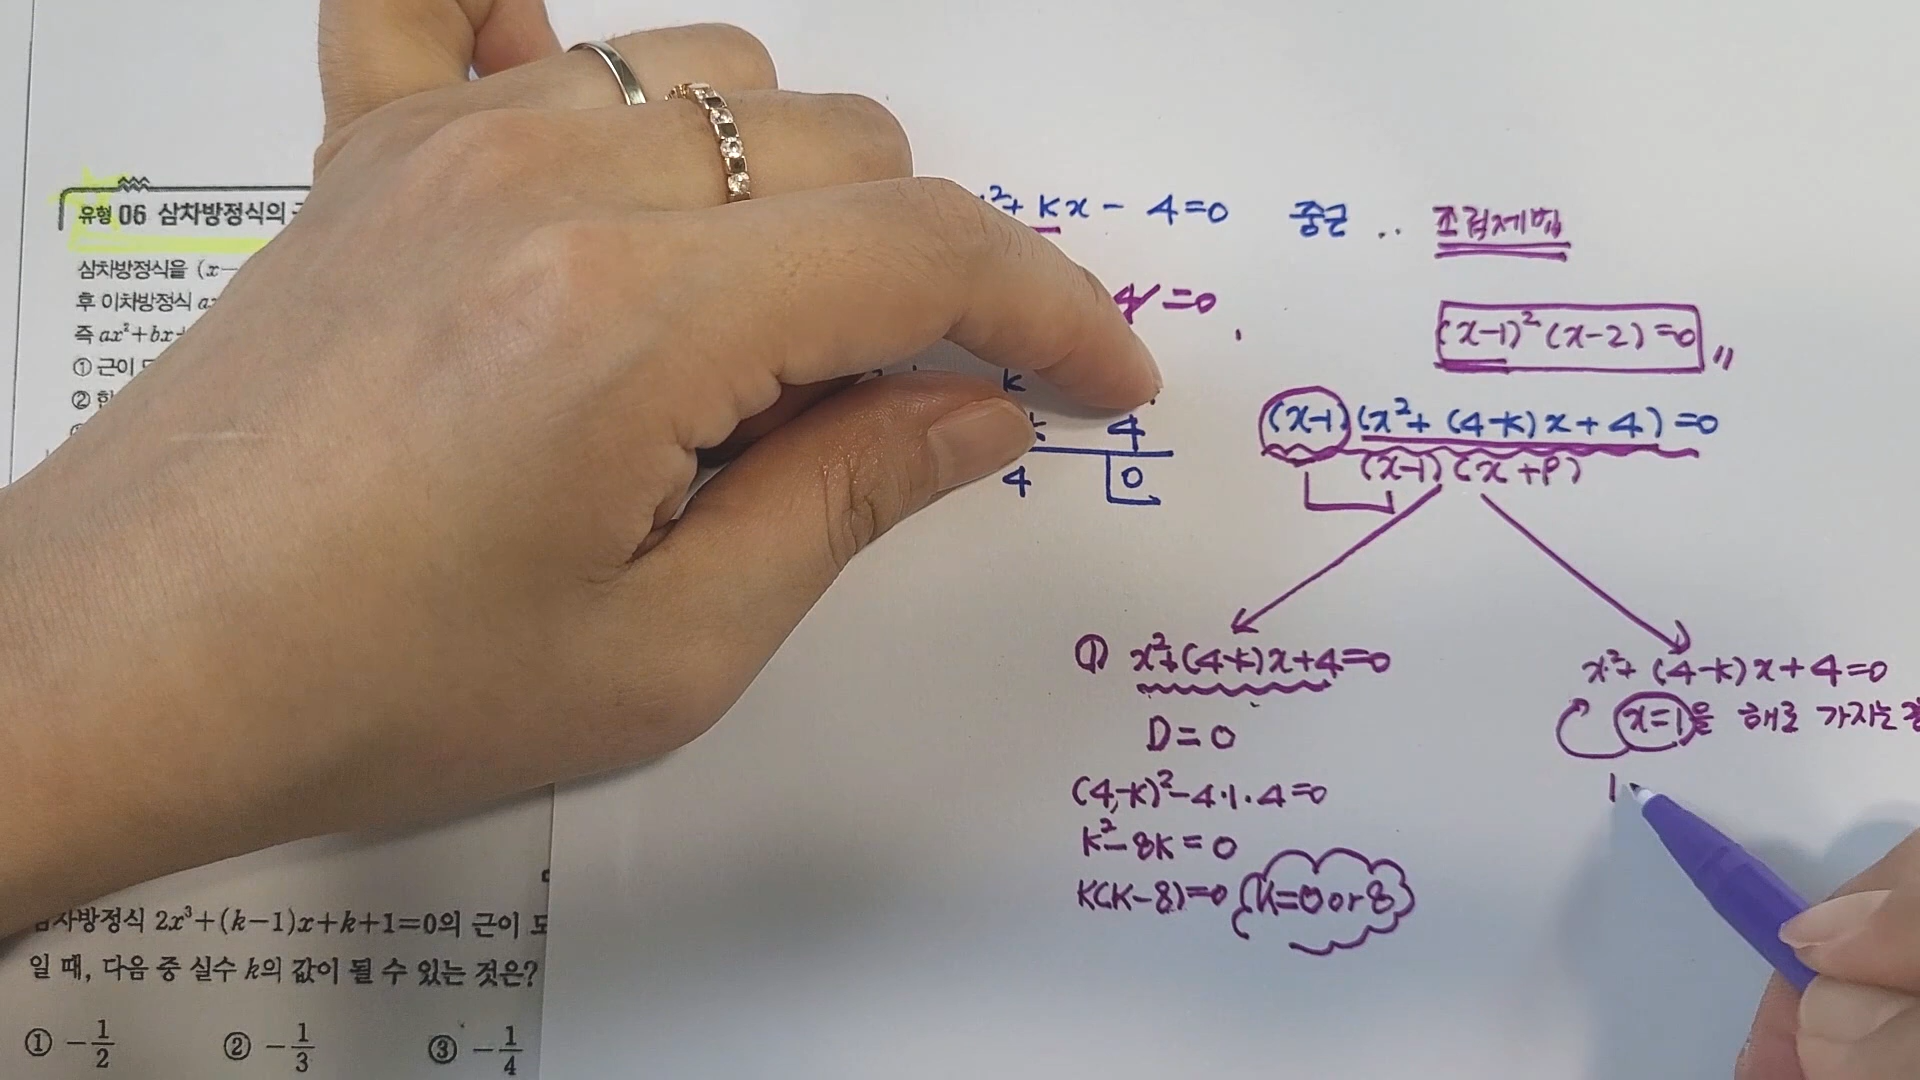 유형 06 삼차방정식의
삼차방정식을 (x-
후 이차방정식 a
즉 ax²+bx+
① 근이
②
삼차방정식 2x³+(k-1)x+k+1=0의 근이 모
일 때, 다음 중 실수 k의 값이 될 수 있는 것은?
① -1/2 ② -1/3 ③ -1/4
x²+kx-4=0 중근 .. 조립제법
4=0
(x-1)²(x-2)=0
k
4
4 0
(x-1)(x²+(4-k)x+4)=0
(x-1)(x+p)
① x²+(4-k)x+4=0
D=0
(4-k)²-4·1·4=0
k²-8k=0
k(k-8)=0 k=0 or 8
x²+(4-k)x+4=0
x=1을 해로 가지는
1